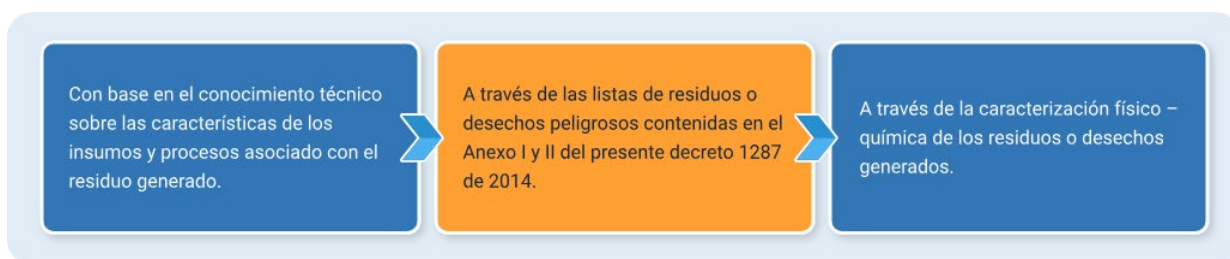 Con base en el conocimiento técnico
sobre las características de los
insumos y procesos asociado con el
residuo generado.
A través de las listas de residuos o
desechos peligrosos contenidas en el
Anexo I y II del presente decreto 1287
de 2014.
A través de la caracterización físico –
química de los residuos o desechos
generados.